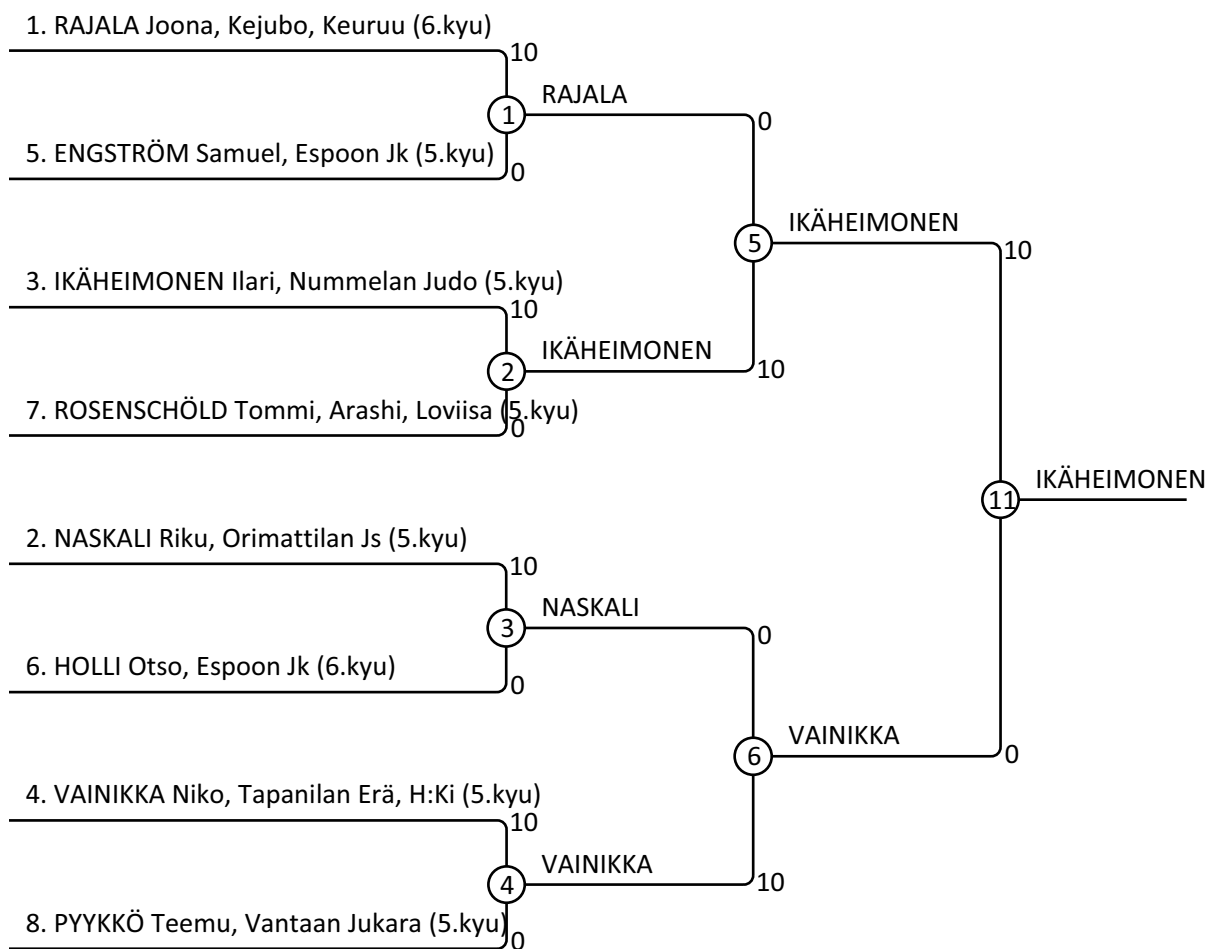 1. RAJALA Joona, Kejubo, Keuruu (6.kyu)
10
RAJALA
1
0
5. ENGSTRÖM Samuel, Espoon Jk (5.kyu)
0
IKÄHEIMONEN
5
10
3. IKÄHEIMONEN Ilari, Nummelan Judo (5.kyu)
10
IKÄHEIMONEN
2
10
7. ROSENSCHÖLD Tommi, Arashi, Loviisa (5.kyu)
0
IKÄHEIMONEN
11
2. NASKALI Riku, Orimattilan Js (5.kyu)
10
NASKALI
3
0
6. HOLLI Otso, Espoon Jk (6.kyu)
0
VAINIKKA
6
0
4. VAINIKKA Niko, Tapanilan Erä, H:Ki (5.kyu)
10
VAINIKKA
4
10
8. PYYKKÖ Teemu, Vantaan Jukara (5.kyu)
0